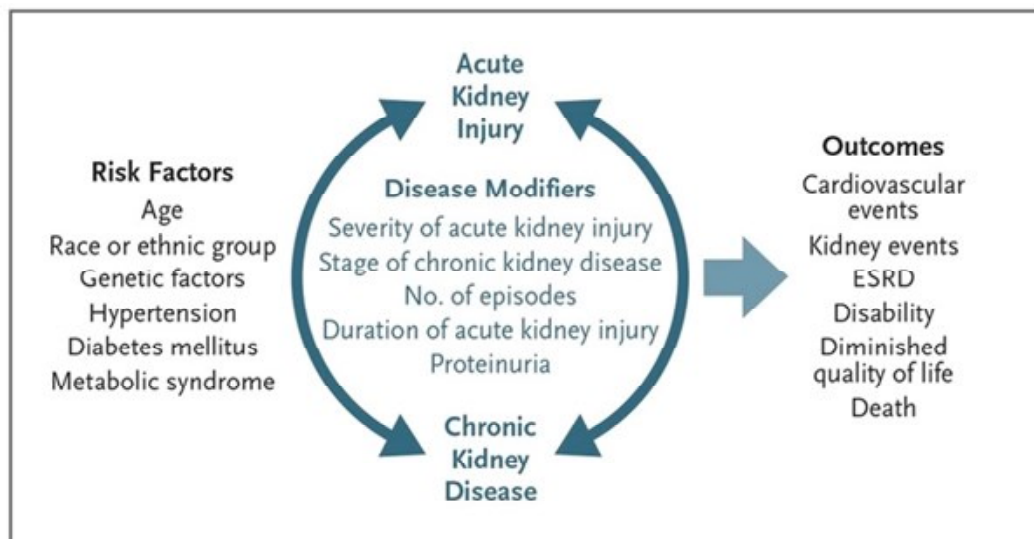 Risk Factors
Age
Race or ethnic group
Genetic factors
Hypertension
Diabetes mellitus
Metabolic syndrome
Acute
Kidney
Injury
Disease Modifiers
Severity of acute kidney injury
Stage of chronic kidney disease
No. of episodes
Duration of acute kidney injury
Proteinuria
Chronic
Kidney
Disease
Outcomes
Cardiovascular
events
Kidney events
ESRD
Disability
Diminished
quality of life
Death